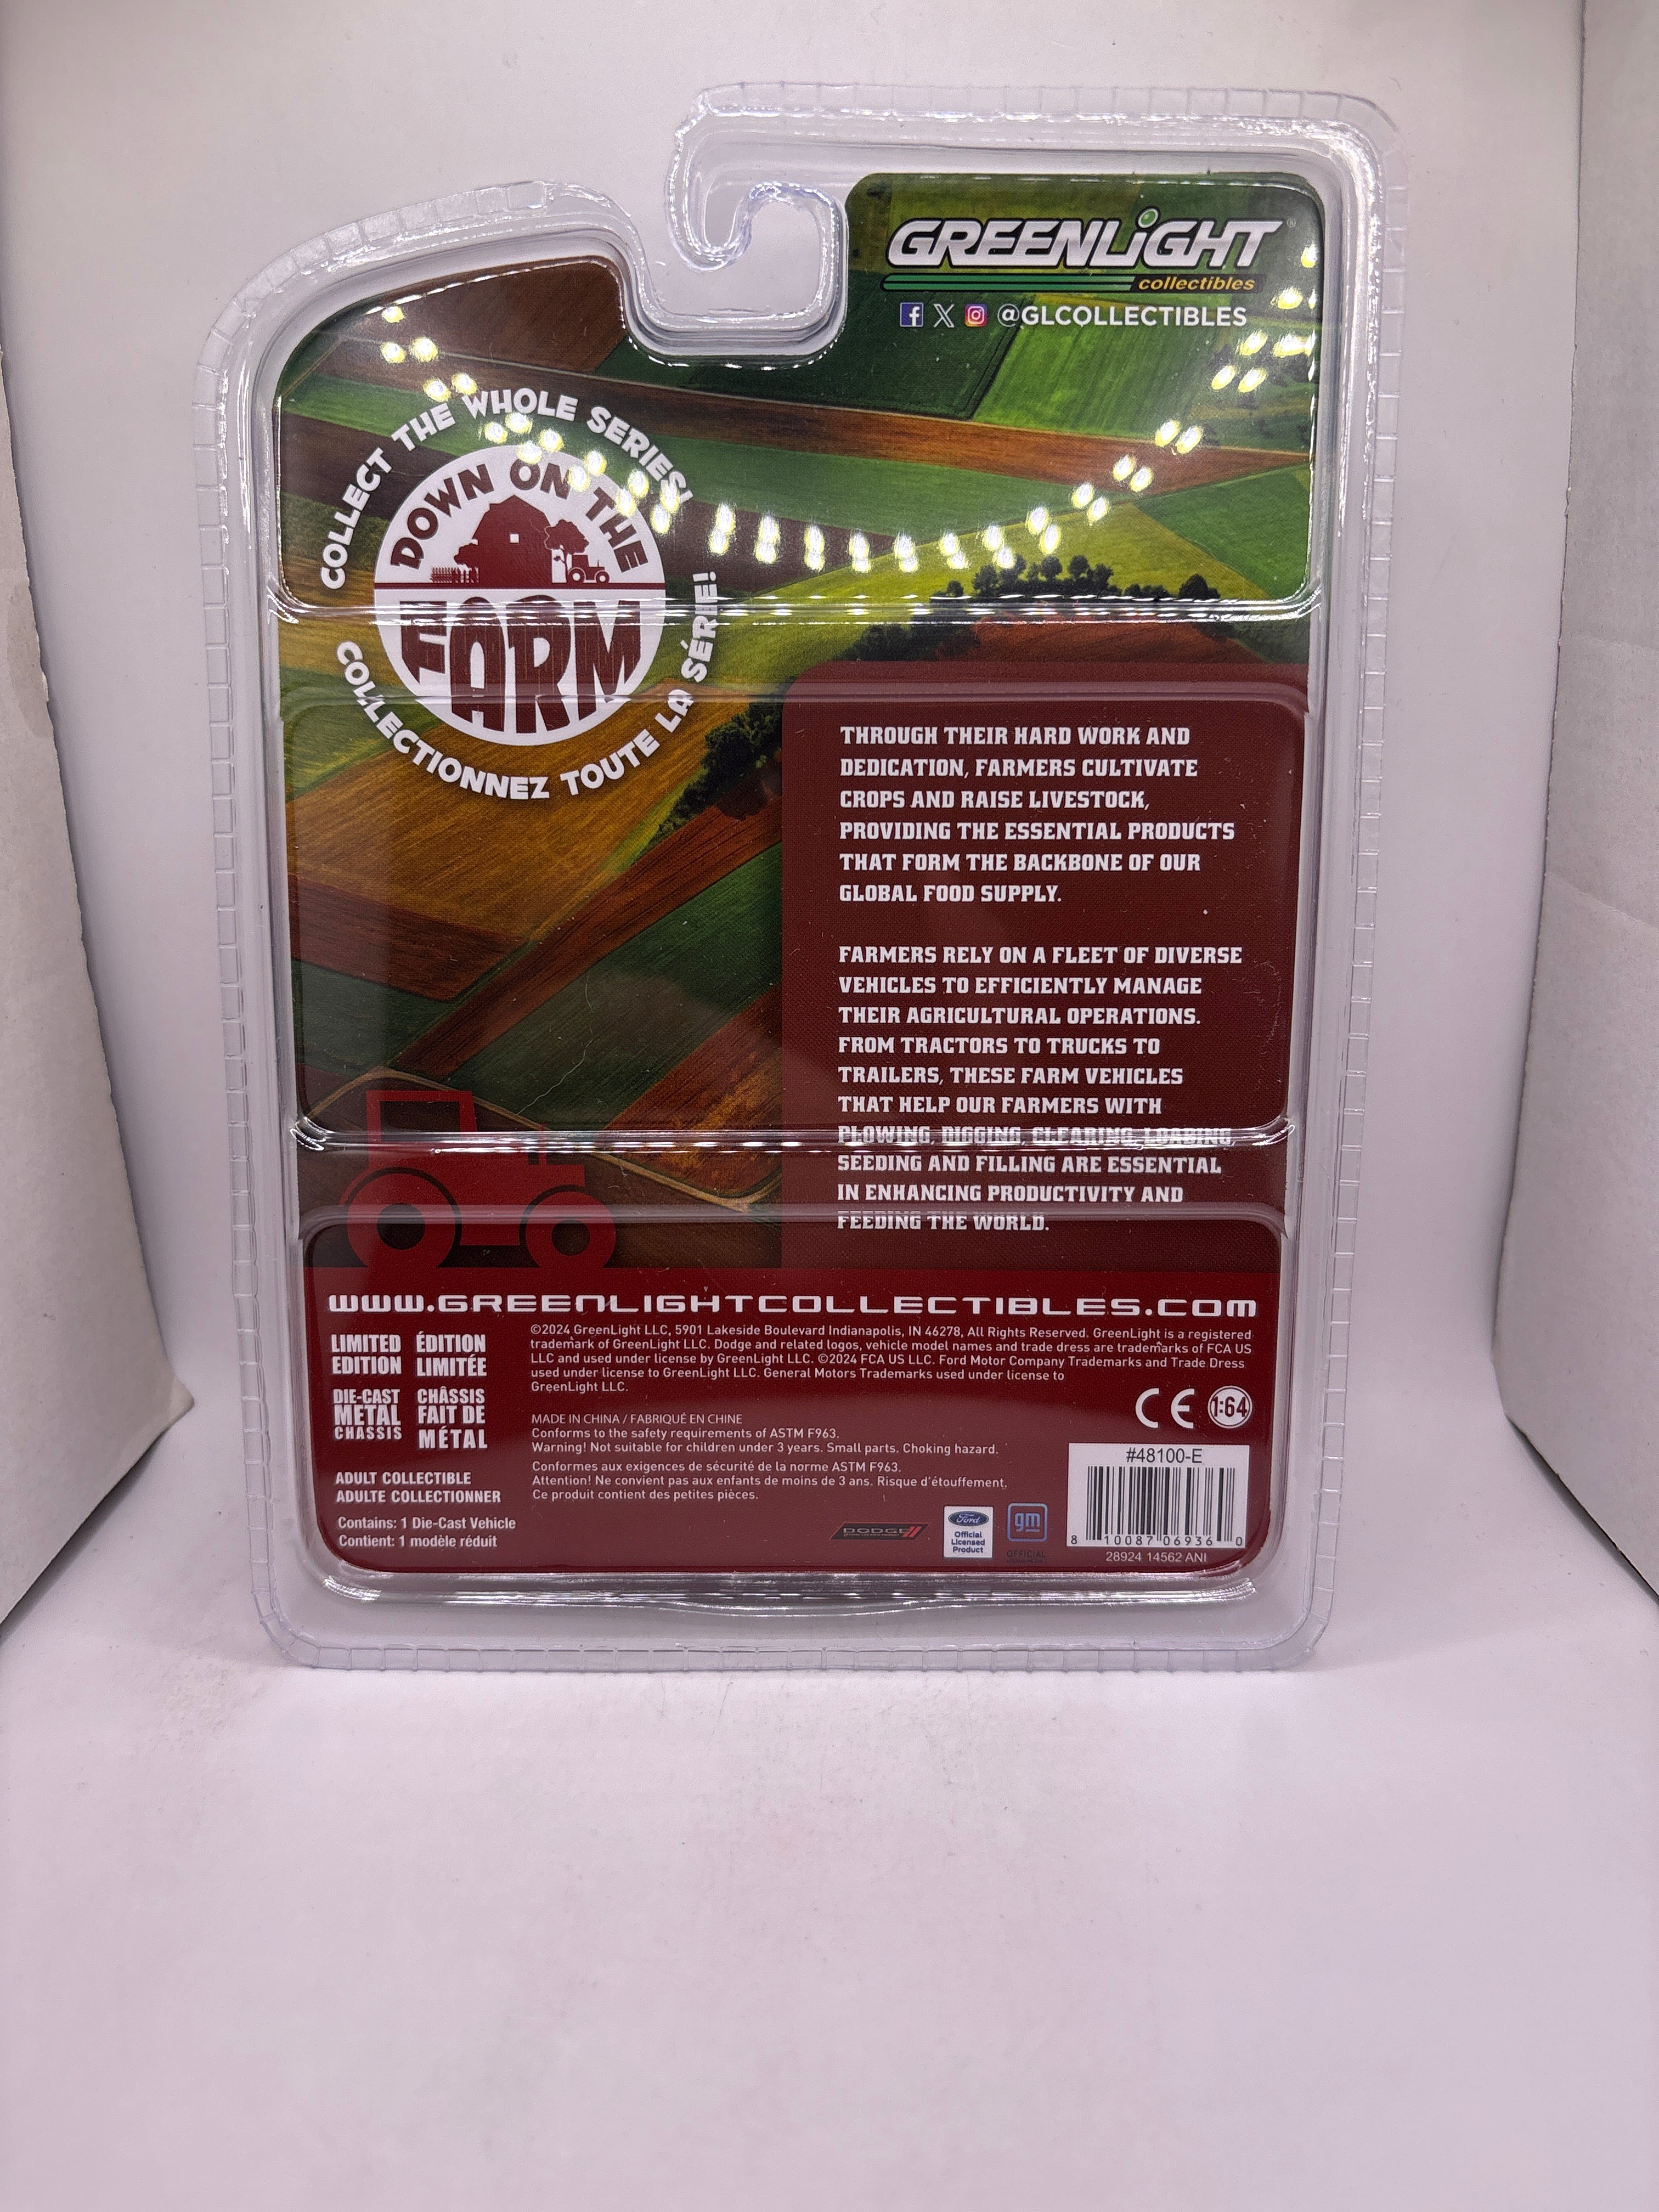 GREENLiGHT®
collectibles
@GLCOLLECTIBLES
COLLECT THE WHOLE SERIES!
DOWN ON THE
FARM
COLLECTIONNEZ TOUTE LA SÉRIE!
THROUGH THEIR HARD WORK AND
DEDICATION, FARMERS CULTIVATE
CROPS AND RAISE LIVESTOCK,
PROVIDING THE ESSENTIAL PRODUCTS
THAT FORM THE BACKBONE OF OUR
GLOBAL FOOD SUPPLY.
FARMERS RELY ON A FLEET OF DIVERSE
VEHICLES TO EFFICIENTLY MANAGE
THEIR AGRICULTURAL OPERATIONS.
FROM TRACTORS TO TRUCKS TO
TRAILERS, THESE FARM VEHICLES
THAT HELP OUR FARMERS WITH
PLOWING, DIGGING, CLEARING, LOADING,
SEEDING AND FILLING ARE ESSENTIAL
IN ENHANCING PRODUCTIVITY AND
FEEDING THE WORLD.
WWW.GREENLIGHTCOLLECTIBLES.COM
LIMITED EDITION
ÉDITION LIMITÉE
DIE-CAST METAL CHASSIS
CHÂSSIS FAIT DE MÉTAL
ADULT COLLECTIBLE
ADULTE COLLECTIONNER
Contains: 1 Die-Cast Vehicle
Contient: 1 modèle réduit
©2024 GreenLight LLC, 5901 Lakeside Boulevard Indianapolis, IN 46278, All Rights Reserved. GreenLight is a registered
trademark of GreenLight LLC. Dodge and related logos, vehicle model names and trade dress are trademarks of FCA US
LLC and used under license by GreenLight LLC. ©2024 FCA US LLC. Ford Motor Company Trademarks and Trade Dress
used under license to GreenLight LLC. General Motors Trademarks used under license to
GreenLight LLC.
MADE IN CHINA / FABRIQUÉ EN CHINE
Conforms to the safety requirements of ASTM F963.
Warning! Not suitable for children under 3 years. Small parts. Choking hazard.
Conformes aux exigences de sécurité de la norme ASTM F963.
Attention! Ne convient pas aux enfants de moins de 3 ans. Risque d'étouffement.
Ce produit contient des petites pièces.
CE 1:64
DODGE
Ford
Official
Licensed
Product
gm
OFFICIAL
#48100-E
8 10087 06936 0
28924 14562 ANI